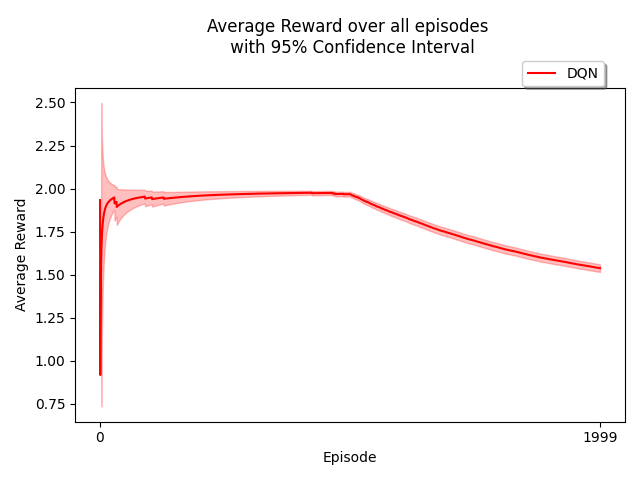 Average Reward over all episodes
with 95% Confidence Interval
DQN
2.50
2.25
2.00
1.75
1.50
1.25
1.00
0.75
Average Reward
0
1999
Episode